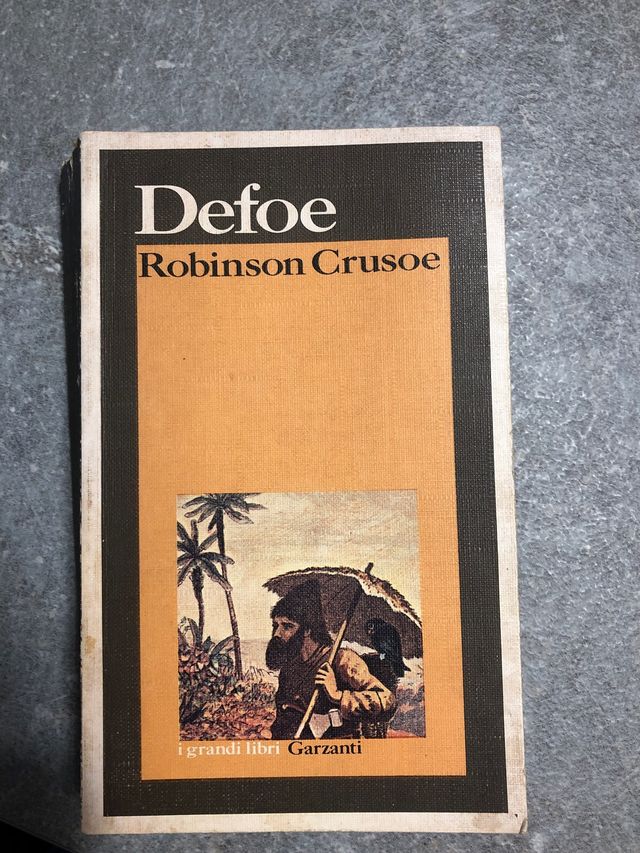 Defoe
Robinson Crusoe
i grandi libri Garzanti